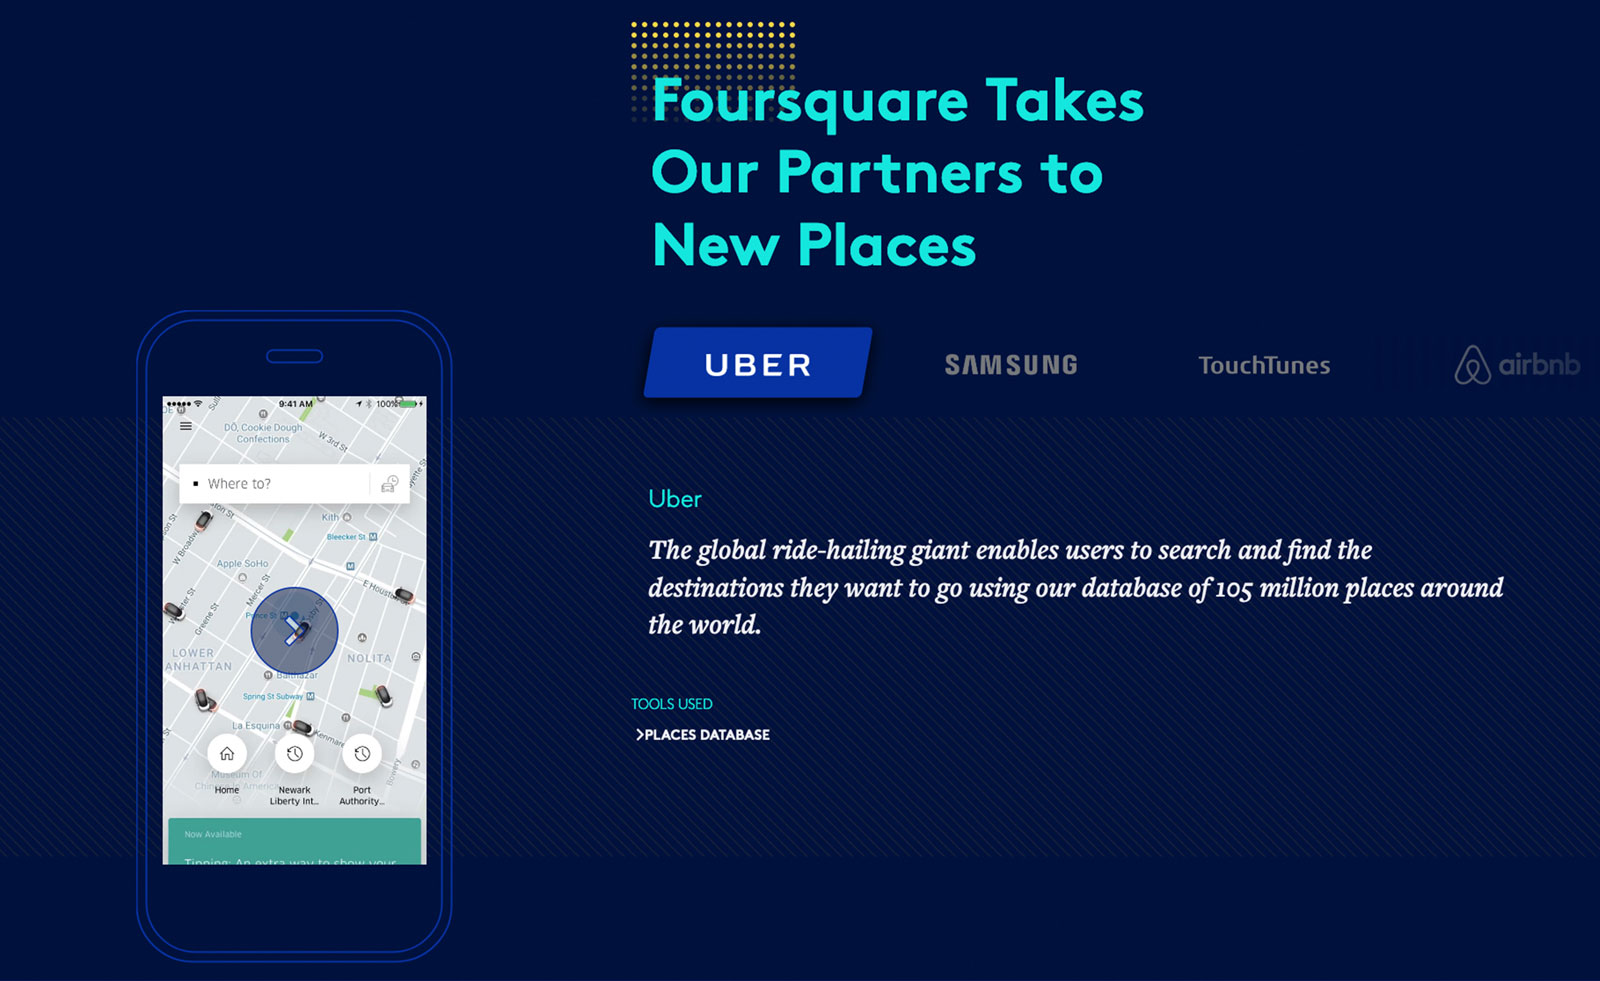 Foursquare Takes
Our Partners to
New Places
UBER
SAMSUNG
TouchTunes
airbnb
Uber
The global ride-hailing giant enables users to search and find the
destinations they want to go using our database of 105 million places around
the world.
TOOLS USED
>PLACES DATABASE
9:41 AM
100%
DŌ, Cookie Dough
Confections
W 3rd St
Where to?
Kith
Bleecker St M
W Broadway
Apple SoHo
Mercer St
E Houston
Greene St
Prince St
LOWER
MANHATTAN
NOLITA
Balthazar
Spring St Subway M
La Esquina
Kenmare
Bowery
Museum Of
Home
Newark
Liberty Int...
Port
Authority...
Now Available
Tipping: An extra way to show your